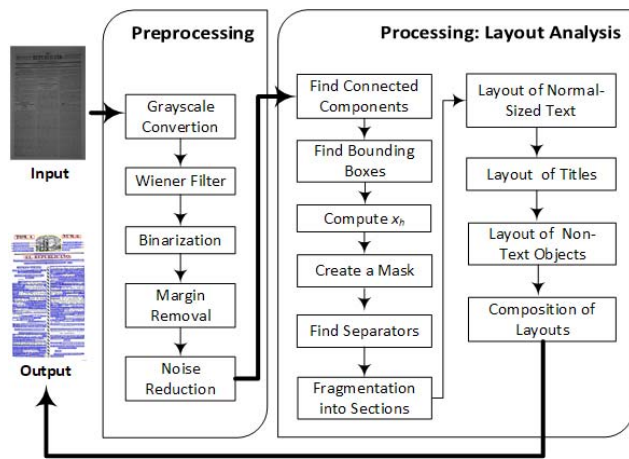 Preprocessing
Processing: Layout Analysis
Input
Output
Grayscale
Convertion
Wiener Filter
Binarization
Margin
Removal
Noise
Reduction
Find Connected
Components
Find Bounding
Boxes
Compute xh
Create a Mask
Find Separators
Fragmentation
into Sections
Layout of Normal-
Sized Text
Layout of Titles
Layout of Non-
Text Objects
Composition of
Layouts